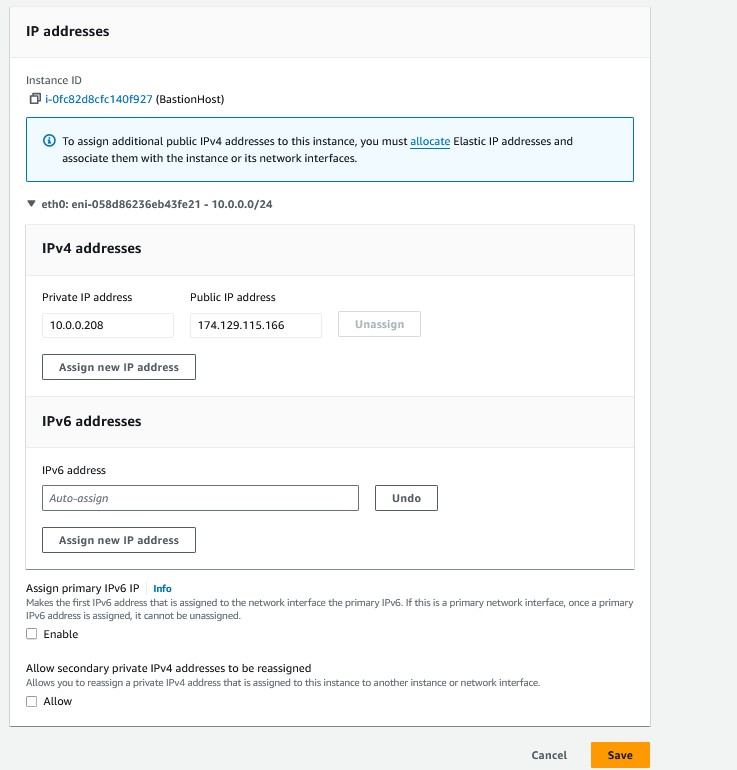 IP addresses
Instance ID
i-0fc82d8cfc140f927 (BastionHost)
To assign additional public IPv4 addresses to this instance, you must allocate Elastic IP addresses and
associate them with the instance or its network interfaces.
eth0: eni-058d86236eb43fe21 - 10.0.0.0/24
IPv4 addresses
Private IP address Public IP address
10.0.0.208 174.129.115.166 Unassign
Assign new IP address
IPv6 addresses
IPv6 address
Auto-assign Undo
Assign new IP address
Assign primary IPv6 IP Info
Makes the first IPv6 address that is assigned to the network interface the primary IPv6. If this is a primary network interface, once a primary
IPv6 address is assigned, it cannot be unassigned.
Enable
Allow secondary private IPv4 addresses to be reassigned
Allows you to reassign a private IPv4 address that is assigned to this instance to another instance or network interface.
Allow
Cancel Save